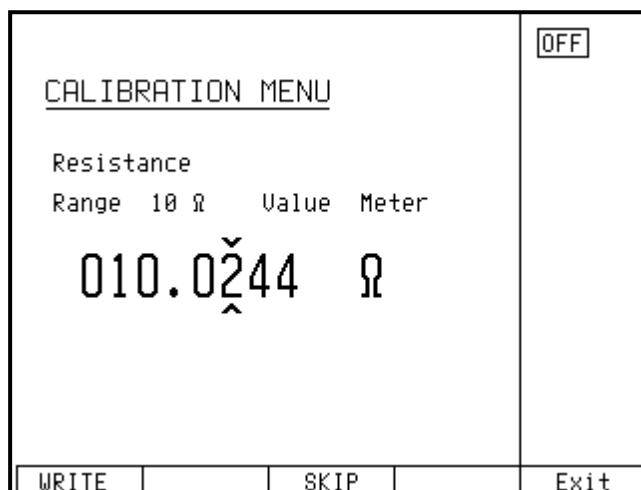 OFF
CALIBRATION MENU
Resistance
Range 10 Ω Value Meter
010.0244 Ω
WRITE SKIP Exit